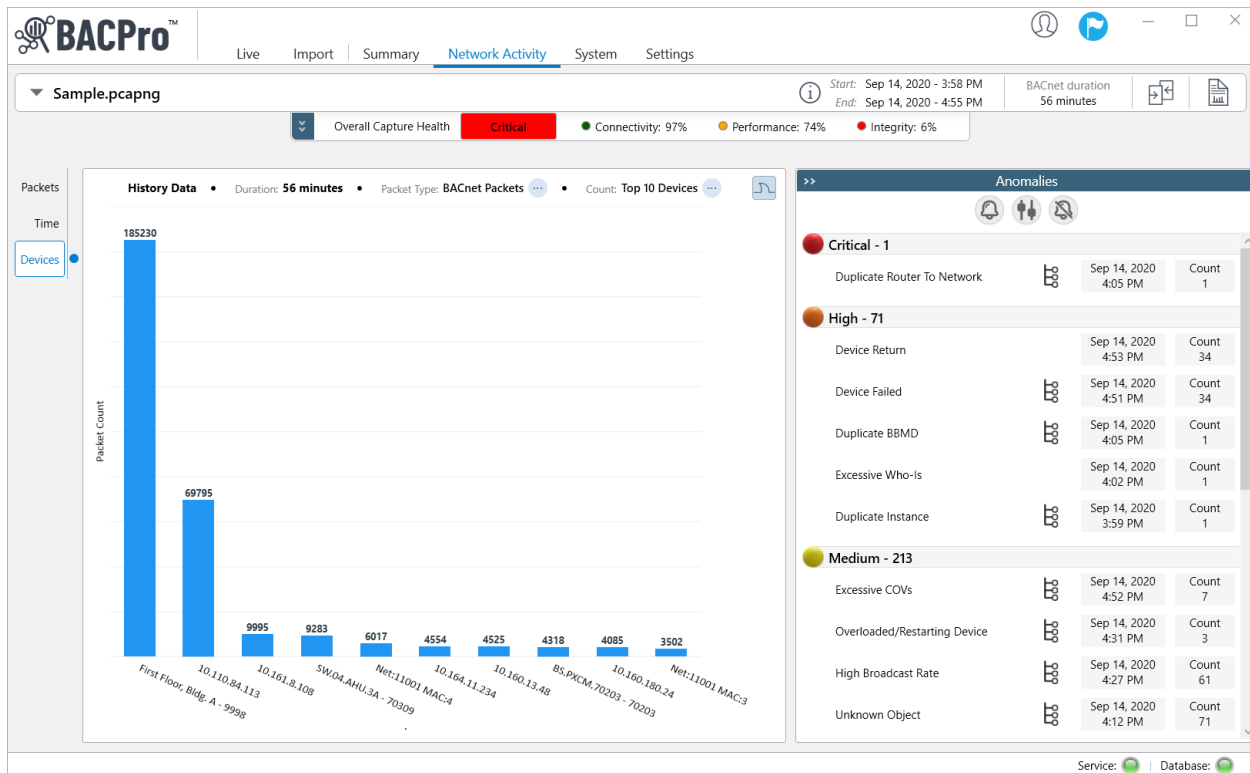 BACPro™
Live Import Summary Network Activity System Settings
Sample.pcapng
Start: Sep 14, 2020 - 3:58 PM
End: Sep 14, 2020 - 4:55 PM
BACnet duration
56 minutes
Overall Capture Health Critical Connectivity: 97% Performance: 74% Integrity: 6%
Packets
Time
Devices
History Data • Duration: 56 minutes • Packet Type: BACnet Packets ... • Count: Top 10 Devices ...
Packet Count
185230
69795
9995
9283
6017
4554
4525
4318
4085
3502
First Floor, Bldg. A - 9998
10.110.84.113
10.161.8.108
SW.04.AHU.3A - 70309
Net:11001 MAC:4
10.164.11.234
10.160.13.48
BS.PXCM.70203 - 70203
10.160.180.24
Net:11001 MAC:3
>> Anomalies
Critical - 1
Duplicate Router To Network
Sep 14, 2020
4:05 PM
Count
1
High - 71
Device Return
Sep 14, 2020
4:53 PM
Count
34
Device Failed
Sep 14, 2020
4:51 PM
Count
34
Duplicate BBMD
Sep 14, 2020
4:05 PM
Count
1
Excessive Who-Is
Sep 14, 2020
4:02 PM
Count
1
Duplicate Instance
Sep 14, 2020
3:59 PM
Count
1
Medium - 213
Excessive COVs
Sep 14, 2020
4:52 PM
Count
7
Overloaded/Restarting Device
Sep 14, 2020
4:31 PM
Count
3
High Broadcast Rate
Sep 14, 2020
4:27 PM
Count
61
Unknown Object
Sep 14, 2020
4:12 PM
Count
71
Service: | Database: